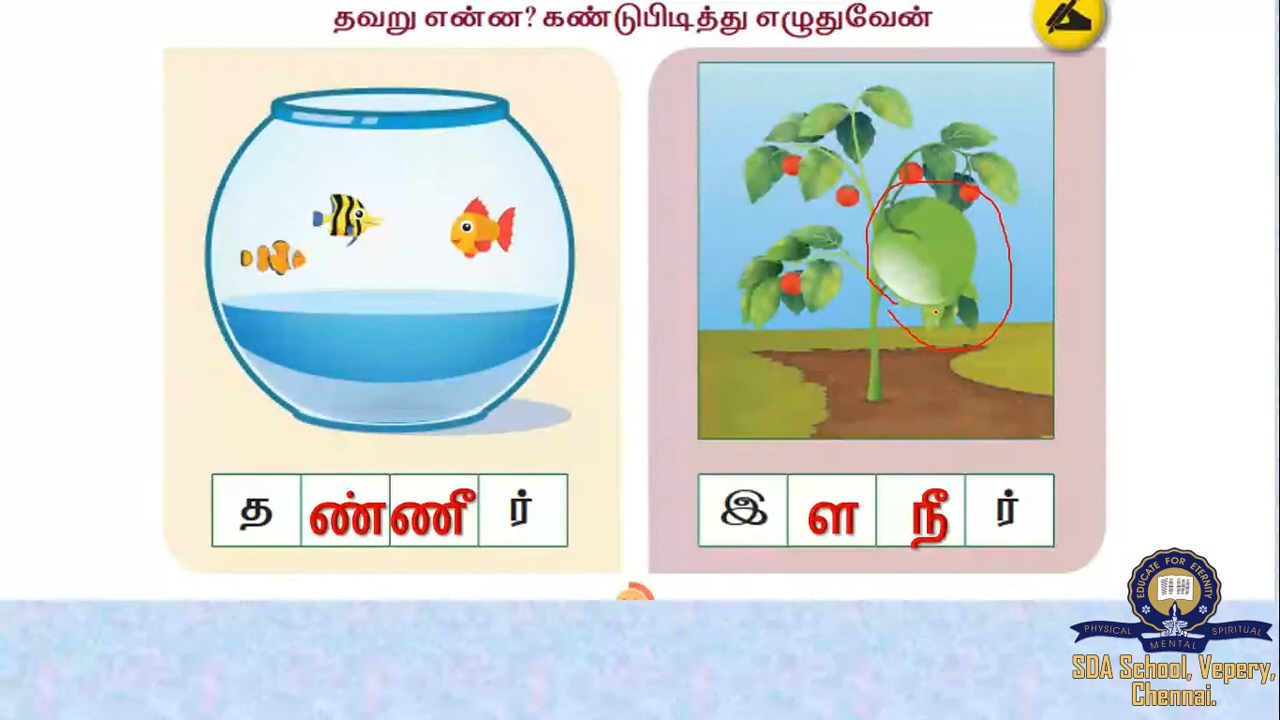 தவறு என்ன? கண்டுபிடித்து எழுதுவேன்
த ண் ணீ ர்
இ ள நீ ர்
EDUCATE FOR ETERNITY
PHYSICAL MENTAL SPIRITUAL
SDA School, Vepery,
Chennai.